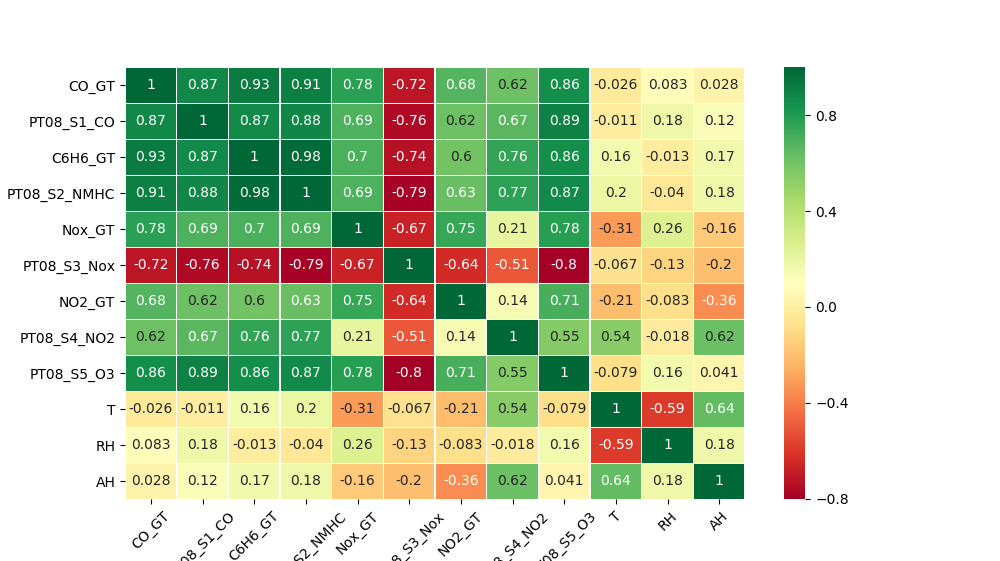 CO_GT 1 0.87 0.93 0.91 0.78 -0.72 0.68 0.62 0.86 -0.026 0.083 0.028
PT08_S1_CO 0.87 1 0.87 0.88 0.69 -0.76 0.62 0.67 0.89 -0.011 0.18 0.12
C6H6_GT 0.93 0.87 1 0.98 0.7 -0.74 0.6 0.76 0.86 0.16 -0.013 0.17
PT08_S2_NMHC 0.91 0.88 0.98 1 0.69 -0.79 0.63 0.77 0.87 0.2 -0.04 0.18
Nox_GT 0.78 0.69 0.7 0.69 1 -0.67 0.75 0.21 0.78 -0.31 0.26 -0.16
PT08_S3_Nox -0.72 -0.76 -0.74 -0.79 -0.67 1 -0.64 -0.51 -0.8 -0.067 -0.13 -0.2
NO2_GT 0.68 0.62 0.6 0.63 0.75 -0.64 1 0.14 0.71 -0.21 -0.083 -0.36
PT08_S4_NO2 0.62 0.67 0.76 0.77 0.21 -0.51 0.14 1 0.55 0.54 -0.018 0.62
PT08_S5_O3 0.86 0.89 0.86 0.87 0.78 -0.8 0.71 0.55 1 -0.079 0.16 0.041
T -0.026 -0.011 0.16 0.2 -0.31 -0.067 -0.21 0.54 -0.079 1 -0.59 0.64
RH 0.083 0.18 -0.013 -0.04 0.26 -0.13 -0.083 -0.018 0.16 -0.59 1 0.18
AH 0.028 0.12 0.17 0.18 -0.16 -0.2 -0.36 0.62 0.041 0.64 0.18 1
CO_GT 08_S1_CO C6H6_GT S2_NMHC Nox_GT 8_S3_Nox NO2_GT _S4_NO2 08_S5_O3 T RH AH
0.8
0.4
0.0
−0.4
−0.8